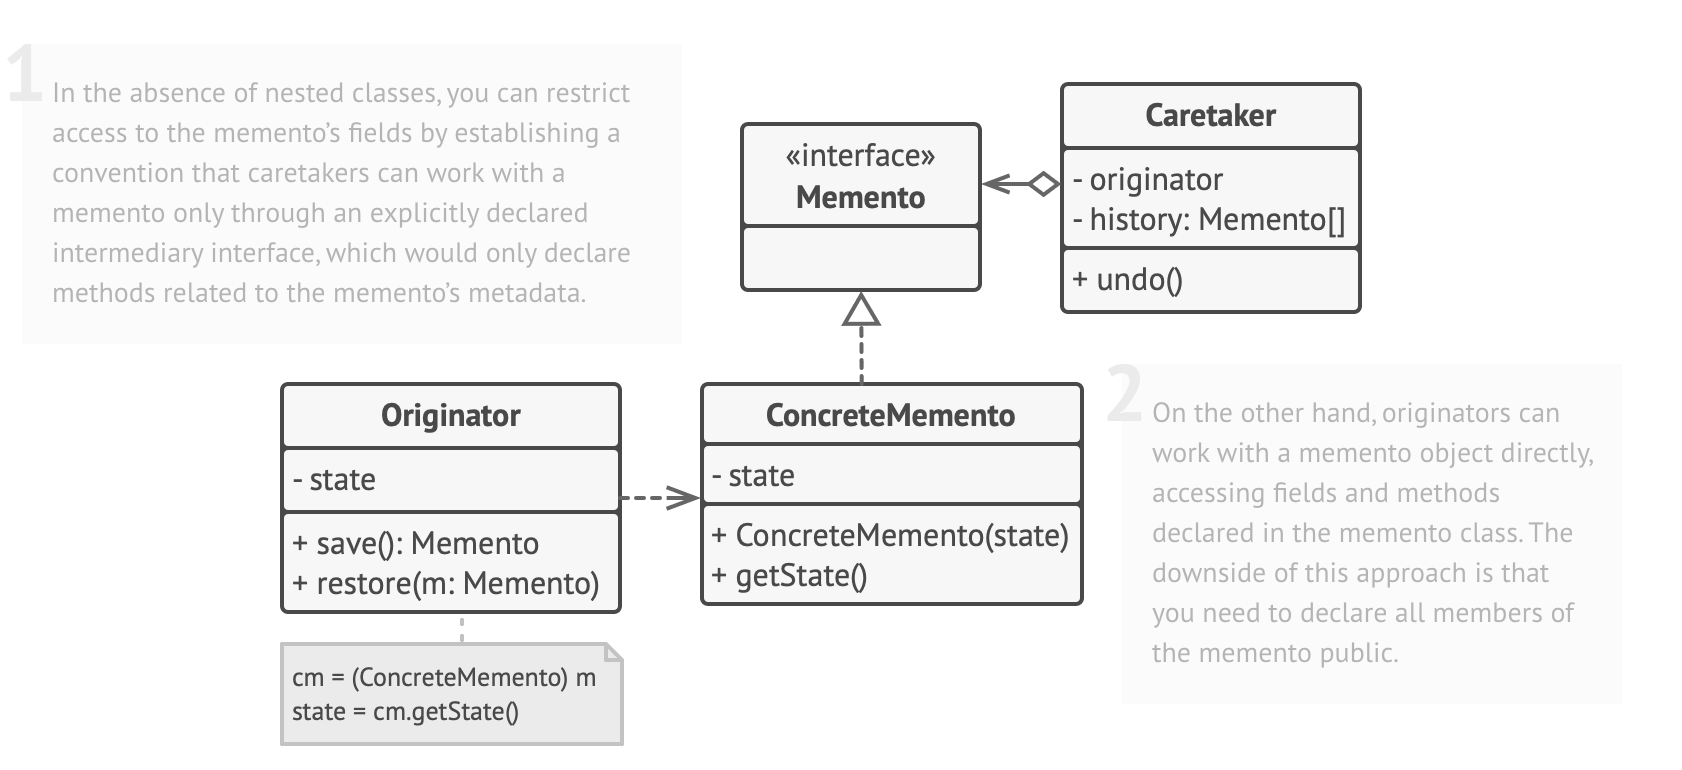 1
In the absence of nested classes, you can restrict
access to the memento’s fields by establishing a
convention that caretakers can work with a
memento only through an explicitly declared
intermediary interface, which would only declare
methods related to the memento’s metadata.
«interface»
Memento
Caretaker
- originator
- history: Memento[]
+ undo()
Originator
- state
+ save(): Memento
+ restore(m: Memento)
cm = (ConcreteMemento) m
state = cm.getState()
ConcreteMemento
- state
+ ConcreteMemento(state)
+ getState()
2
On the other hand, originators can
work with a memento object directly,
accessing fields and methods
declared in the memento class. The
downside of this approach is that
you need to declare all members of
the memento public.